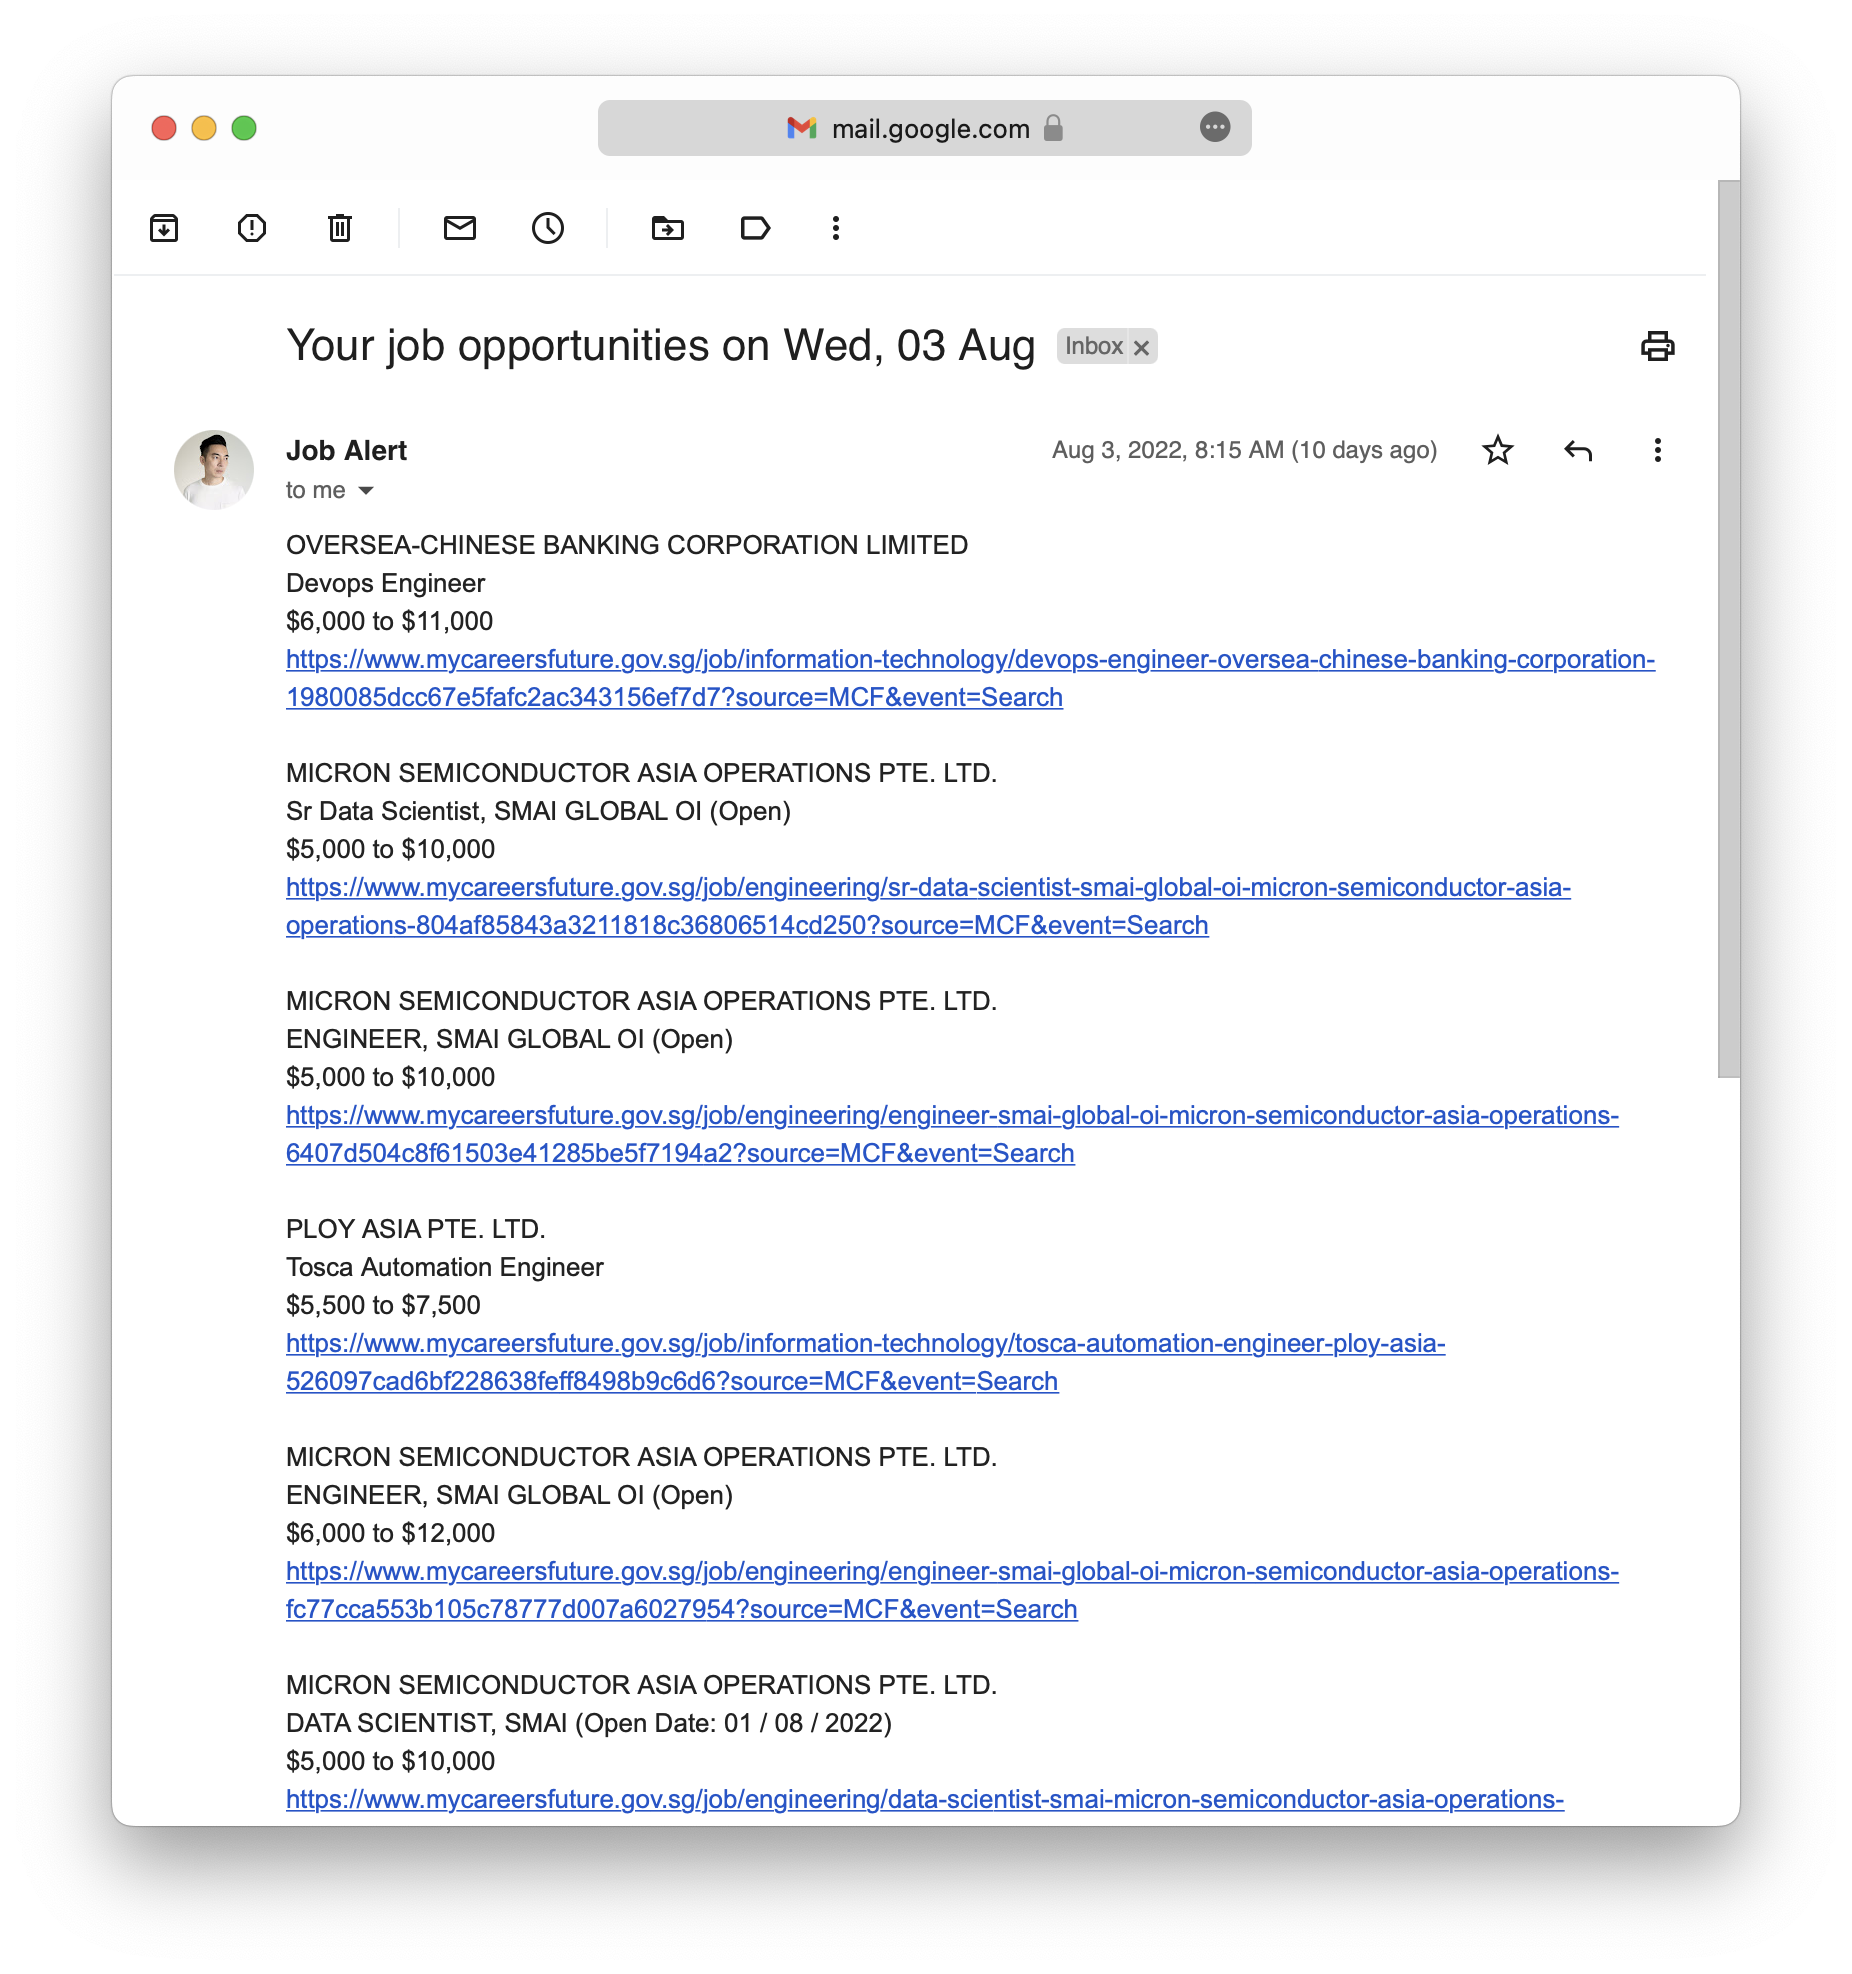 mail.google.com
Your job opportunities on Wed, 03 Aug Inbox
Job Alert Aug 3, 2022, 8:15 AM (10 days ago)
to me
OVERSEA-CHINESE BANKING CORPORATION LIMITED
Devops Engineer
$6,000 to $11,000
https://www.mycareersfuture.gov.sg/job/information-technology/devops-engineer-oversea-chinese-banking-corporation-
1980085dcc67e5fafc2ac343156ef7d7?source=MCF&event=Search
MICRON SEMICONDUCTOR ASIA OPERATIONS PTE. LTD.
Sr Data Scientist, SMAI GLOBAL OI (Open)
$5,000 to $10,000
https://www.mycareersfuture.gov.sg/job/engineering/sr-data-scientist-smai-global-oi-micron-semiconductor-asia-
operations-804af85843a3211818c36806514cd250?source=MCF&event=Search
MICRON SEMICONDUCTOR ASIA OPERATIONS PTE. LTD.
ENGINEER, SMAI GLOBAL OI (Open)
$5,000 to $10,000
https://www.mycareersfuture.gov.sg/job/engineering/engineer-smai-global-oi-micron-semiconductor-asia-operations-
6407d504c8f61503e41285be5f7194a2?source=MCF&event=Search
PLOY ASIA PTE. LTD.
Tosca Automation Engineer
$5,500 to $7,500
https://www.mycareersfuture.gov.sg/job/information-technology/tosca-automation-engineer-ploy-asia-
526097cad6bf228638feff8498b9c6d6?source=MCF&event=Search
MICRON SEMICONDUCTOR ASIA OPERATIONS PTE. LTD.
ENGINEER, SMAI GLOBAL OI (Open)
$6,000 to $12,000
https://www.mycareersfuture.gov.sg/job/engineering/engineer-smai-global-oi-micron-semiconductor-asia-operations-
fc77cca553b105c78777d007a6027954?source=MCF&event=Search
MICRON SEMICONDUCTOR ASIA OPERATIONS PTE. LTD.
DATA SCIENTIST, SMAI (Open Date: 01 / 08 / 2022)
$5,000 to $10,000
https://www.mycareersfuture.gov.sg/job/engineering/data-scientist-smai-micron-semiconductor-asia-operations-